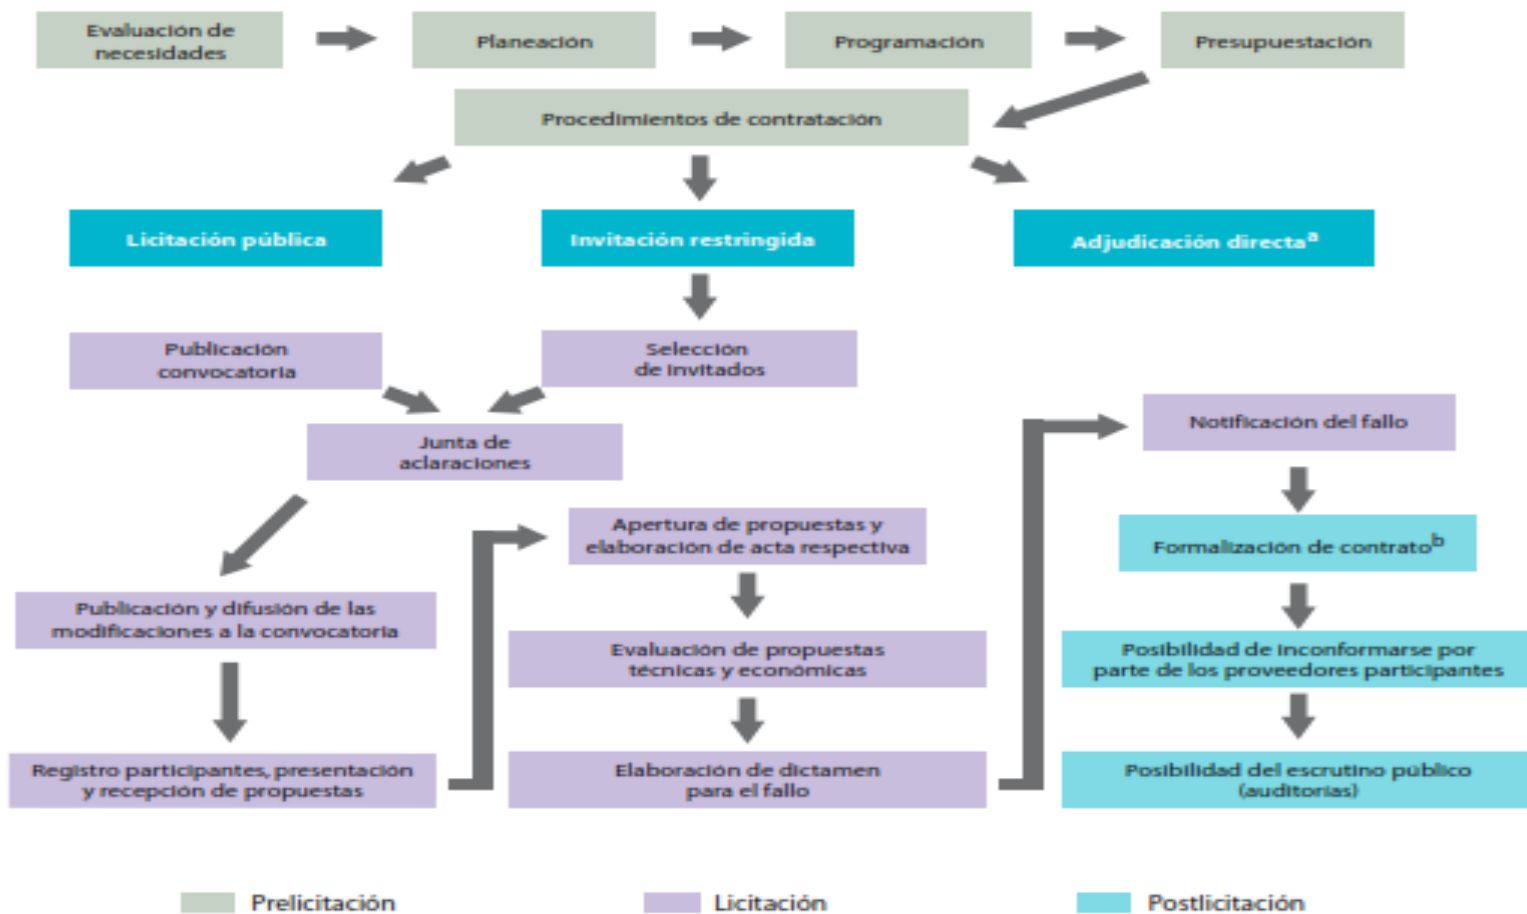 Evaluación de
necesidades
Planeación
Programación
Presupuestación
Procedimientos de contratación
Licitación pública
Invitación restringida
Adjudicación directaª
Publicación
convocatoria
Selección
de invitados
Junta de
aclaraciones
Publicación y difusión de las
modificaciones a la convocatoria
Registro participantes, presentación
y recepción de propuestas
Apertura de propuestas y
elaboración de acta respectiva
Evaluación de propuestas
técnicas y económicas
Elaboración de dictamen
para el fallo
Notificación del fallo
Formalización de contratoᵇ
Posibilidad de inconformarse por
parte de los proveedores participantes
Posibilidad del escrutino público
(auditorías)
Prelicitación
Licitación
Postlicitación